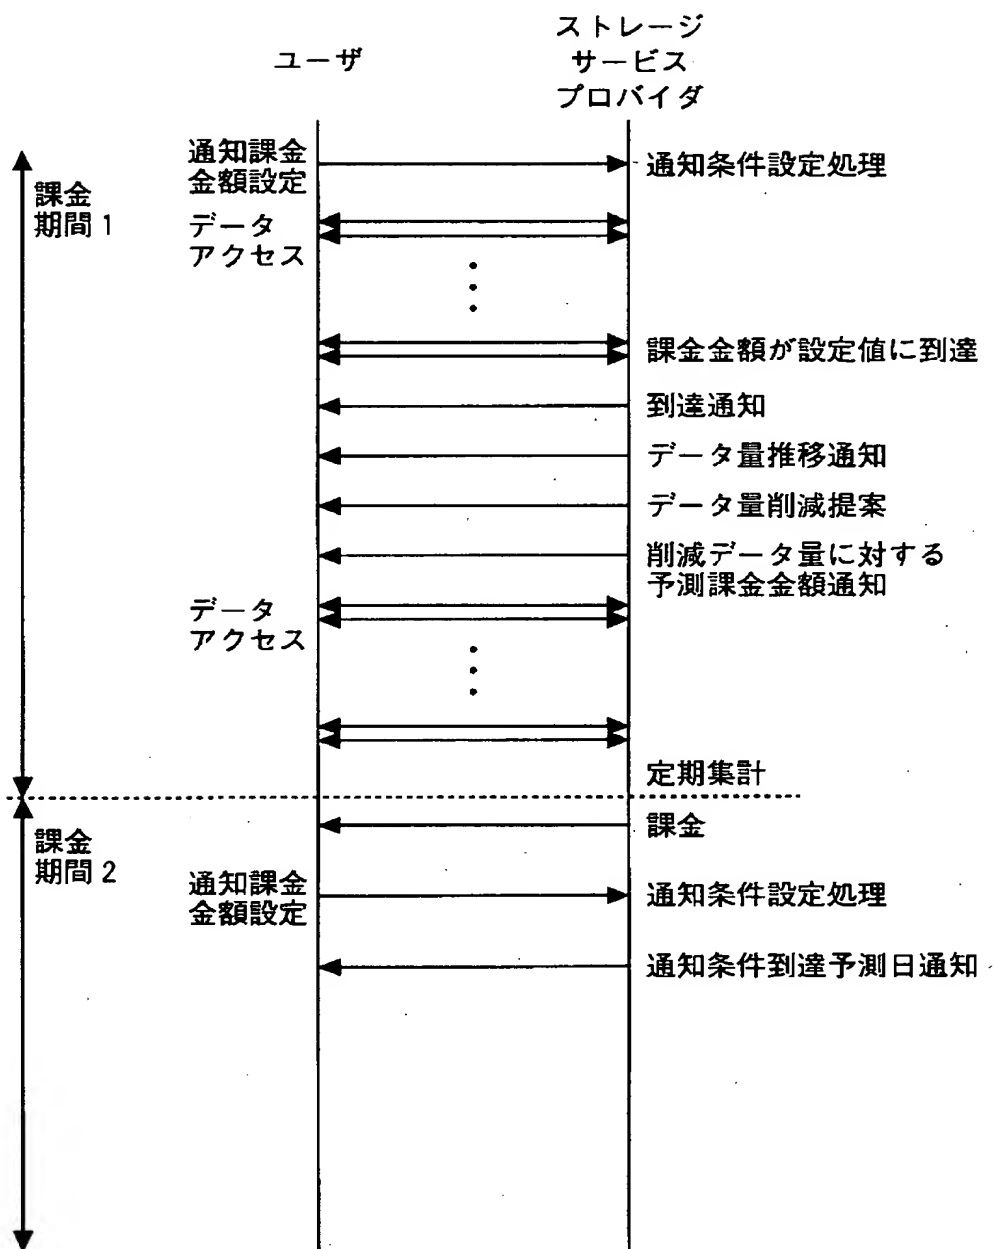 ユーザ
ストレージ
サービス
プロバイダ
課金
期間1
通知課金
金額設定
通知条件設定処理
データ
アクセス
課金金額が設定値に到達
到達通知
データ量推移通知
データ量削減提案
削減データ量に対する
予測課金金額通知
データ
アクセス
定期集計
課金
期間2
課金
通知課金
金額設定
通知条件設定処理
通知条件到達予測日通知